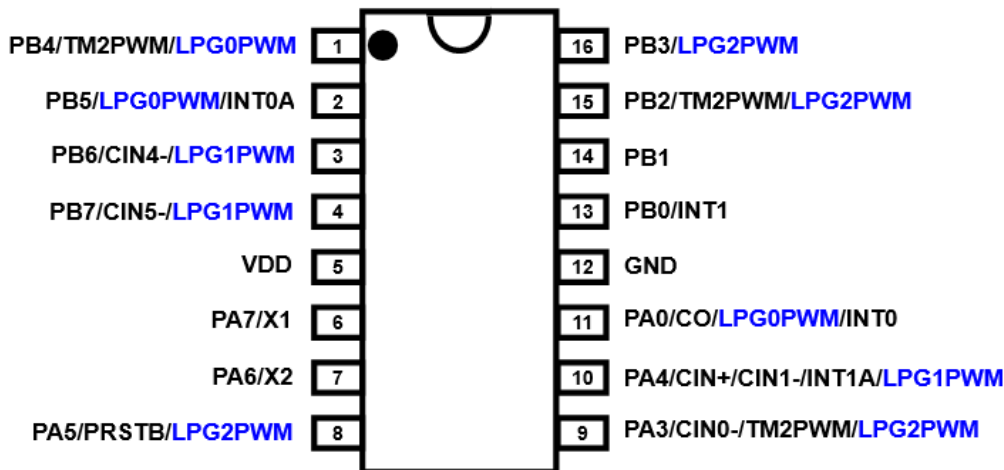 PB4/TM2PWM/LPG0PWM 1 16 PB3/LPG2PWM
PB5/LPG0PWM/INT0A 2 15 PB2/TM2PWM/LPG2PWM
PB6/CIN4-/LPG1PWM 3 14 PB1
PB7/CIN5-/LPG1PWM 4 13 PB0/INT1
VDD 5 12 GND
PA7/X1 6 11 PA0/CO/LPG0PWM/INT0
PA6/X2 7 10 PA4/CIN+/CIN1-/INT1A/LPG1PWM
PA5/PRSTB/LPG2PWM 8 9 PA3/CIN0-/TM2PWM/LPG2PWM